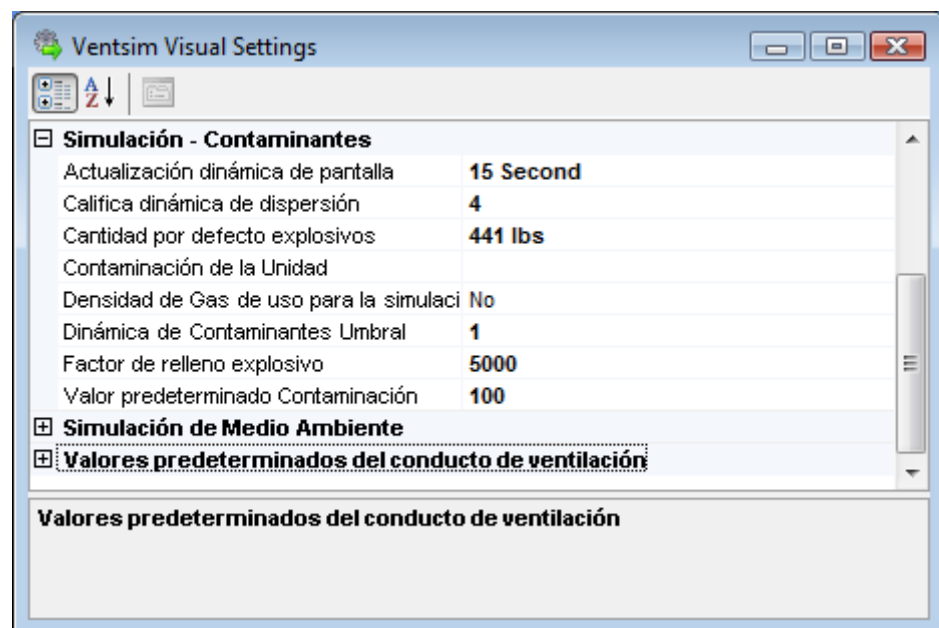 Ventsim Visual Settings
Simulación - Contaminantes
Actualización dinámica de pantalla 15 Second
Califica dinámica de dispersión 4
Cantidad por defecto explosivos 441 lbs
Contaminación de la Unidad
Densidad de Gas de uso para la simulaci No
Dinámica de Contaminantes Umbral 1
Factor de relleno explosivo 5000
Valor predeterminado Contaminación 100
Simulación de Medio Ambiente
Valores predeterminados del conducto de ventilación
Valores predeterminados del conducto de ventilación